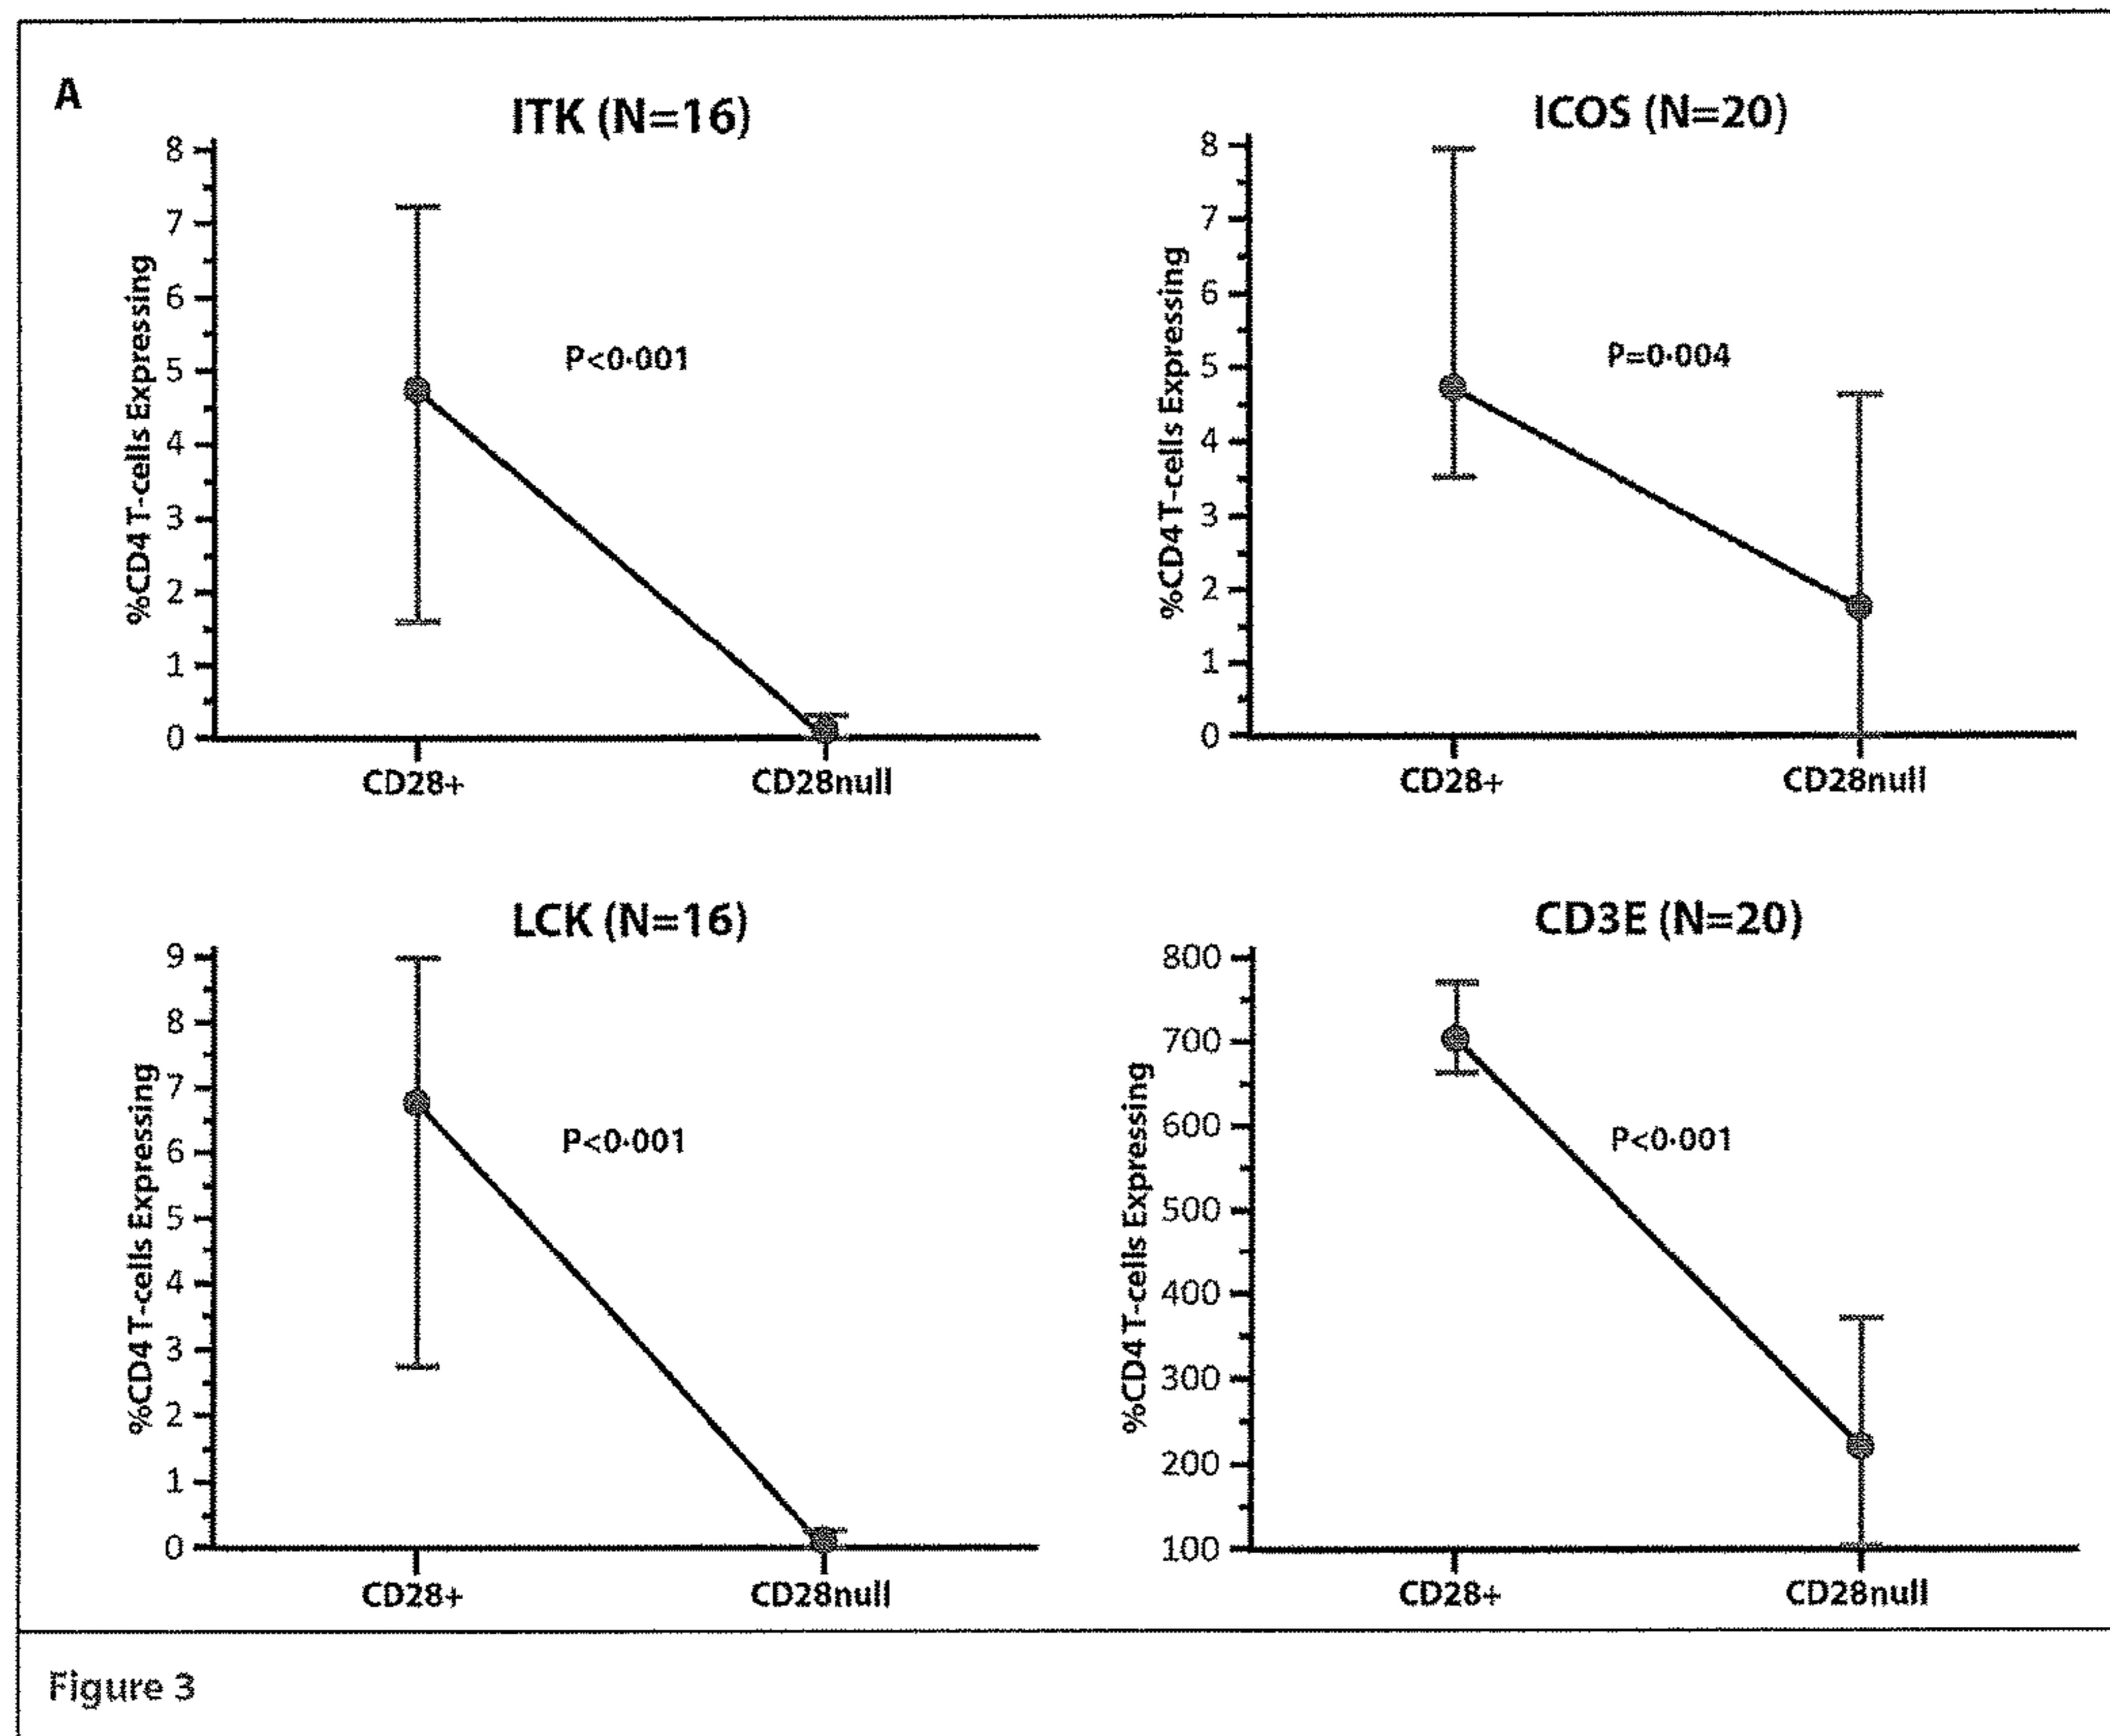 A
ITK (N=16)
%CD4 T-cells Expressing
8
7
6
5
4
3
2
1
0
P<0·001
CD28+ CD28null
ICOS (N=20)
%CD4 T-cells Expressing
8
7
6
5
4
3
2
1
0
P=0·004
CD28+ CD28null
LCK (N=16)
%CD4 T-cells Expressing
9
8
7
6
5
4
3
2
1
0
P<0·001
CD28+ CD28null
CD3E (N=20)
%CD4 T-cells Expressing
800
700
600
500
400
300
200
100
P<0·001
CD28+ CD28null
Figure 3